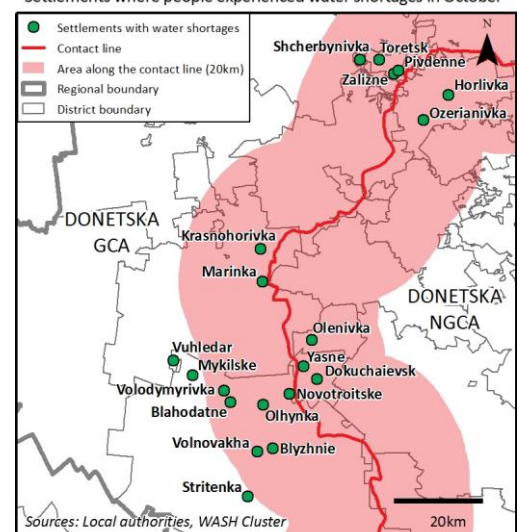 Settlements where people experienced water shortages in October
Settlements with water shortages
Contact line
Area along the contact line (20km)
Regional boundary
District boundary
N
Shcherbynivka
Toretsk
Pivdenne
Zalizne
Horlivka
Ozerianivka
DONETSKA
GCA
Krasnohorivka
Marinka
DONETSKA
NGCA
Olenivka
Vuhledar
Yasne
Mykilske
Dokuchaievsk
Volodymyrivka
Novotroitske
Blahodatne
Olhynka
Volnovakha
Blyzhnie
Stritenka
20km
Sources: Local authorities, WASH Cluster